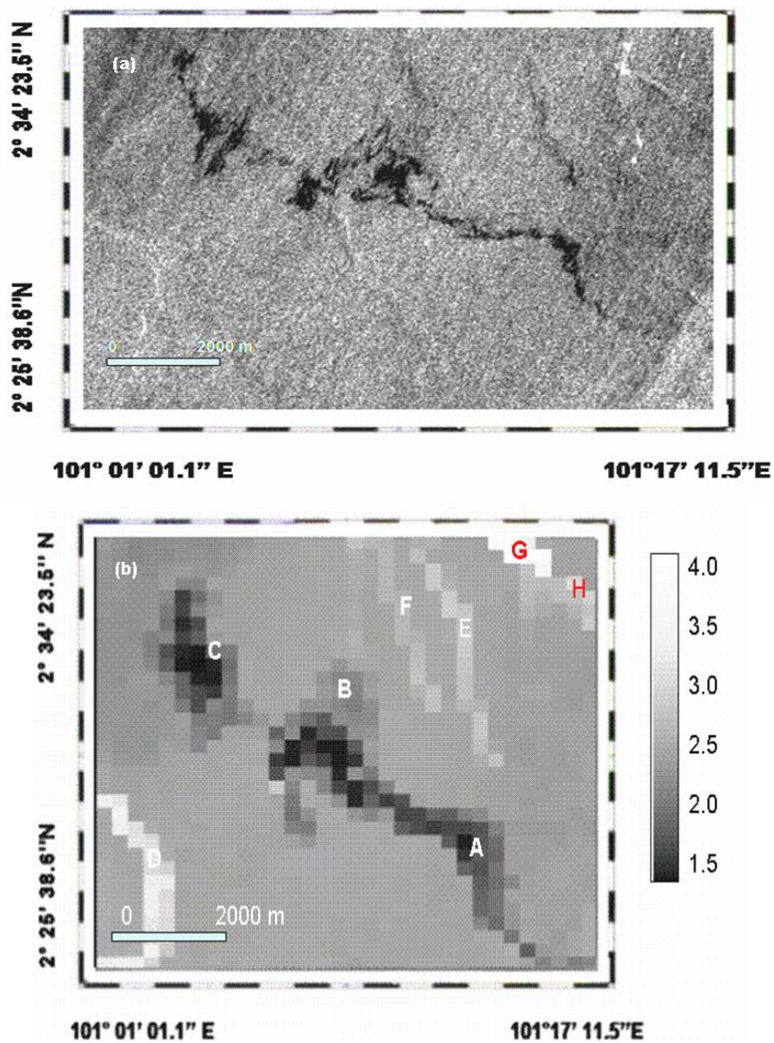 (a)
2° 34' 23.5" N
2° 25' 38.6"N
0 2000 m
101° 01' 01.1" E 101°17' 11.5"E
(b)
G
H
F
E
C
B
A
D
2° 34' 23.5" N
2° 25' 38.6"N
0 2000 m
4.0
3.5
3.0
2.5
2.0
1.5
101° 01' 01.1" E 101°17' 11.5"E